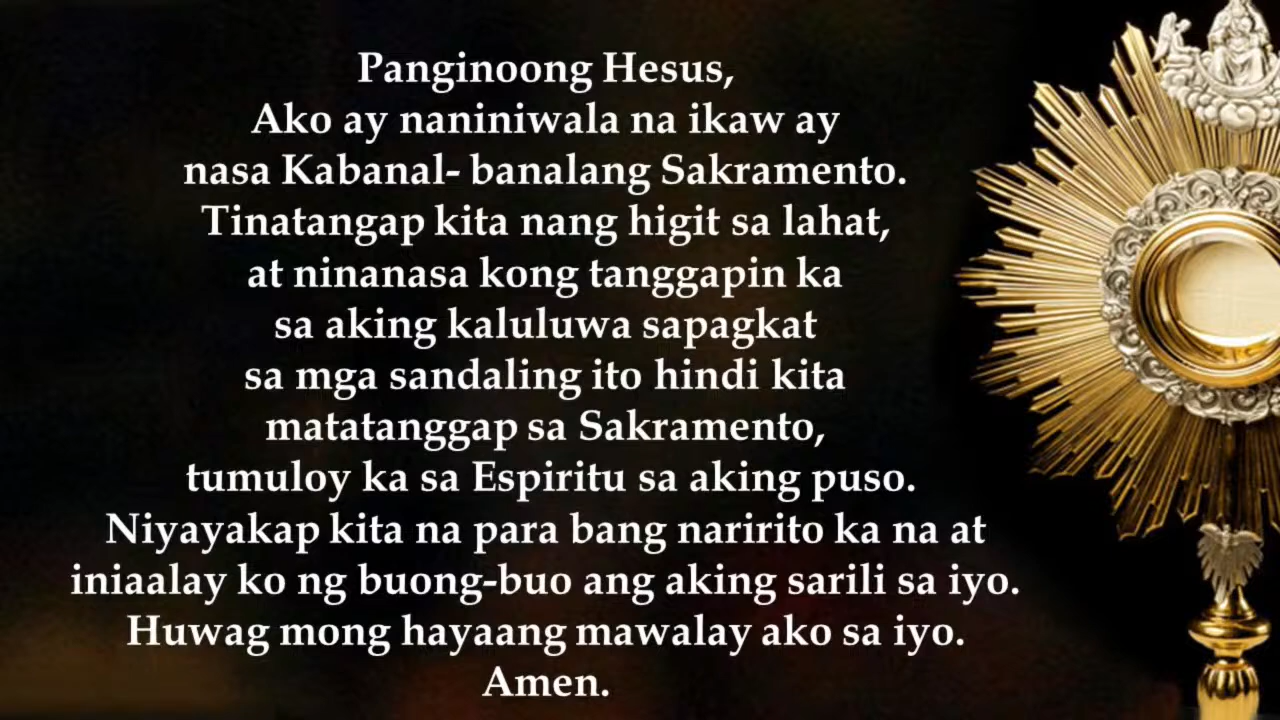 Panginoong Hesus,
Ako ay naniniwala na ikaw ay
nasa Kabanal- banalang Sakramento.
Tinatangap kita nang higit sa lahat,
at ninanasa kong tanggapin ka
sa aking kaluluwa sapagkat
sa mga sandaling ito hindi kita
matatanggap sa Sakramento,
tumuloy ka sa Espiritu sa aking puso.
Niyayakap kita na para bang naririto ka na at
iniaalay ko ng buong-buo ang aking sarili sa iyo.
Huwag mong hayaang mawalay ako sa iyo.
Amen.